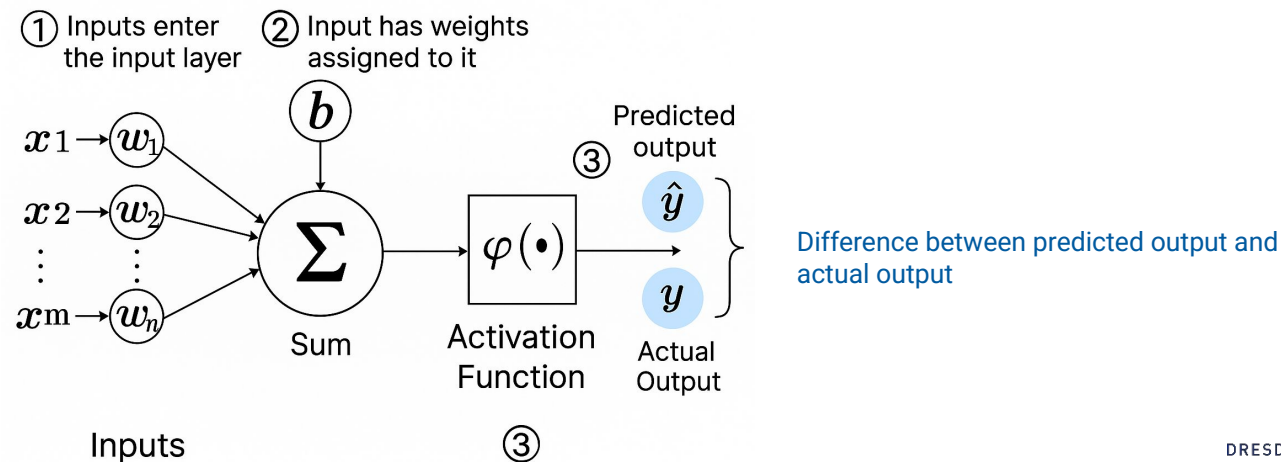 ① Inputs enter
the input layer
② Input has weights
assigned to it
b
x1
w₁
x2
w₂
⋮
⋮
xm
wₙ
Σ
Sum
φ(•)
Activation
Function
③
Predicted
output
ŷ
y
Actual
Output
Difference between predicted output and
actual output
Inputs
③
DRESD